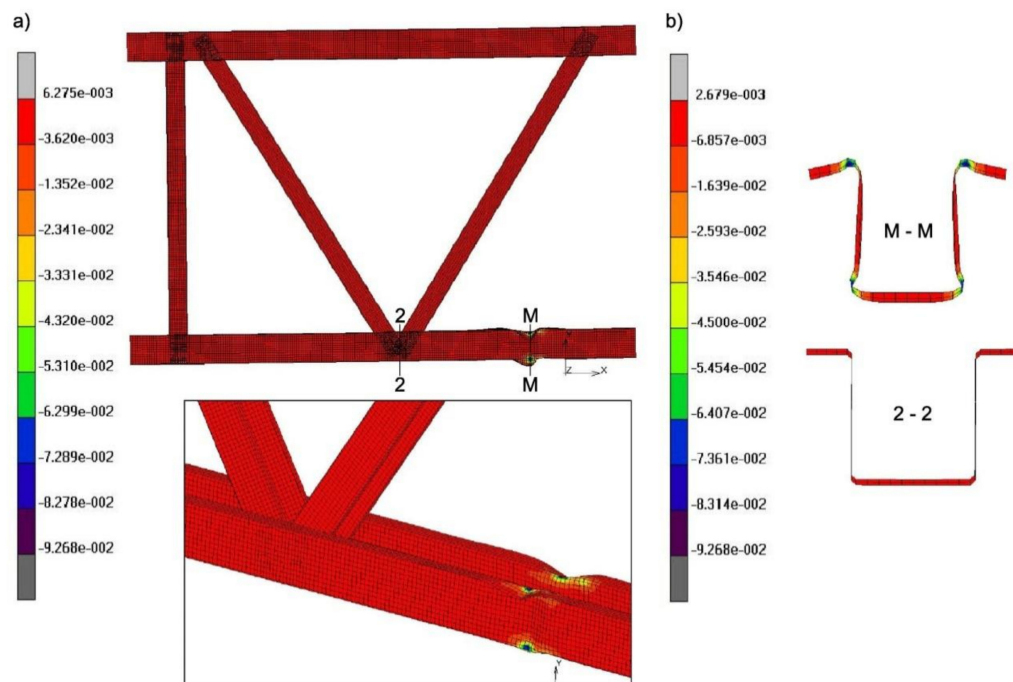 a)
6.275e-003
-3.620e-003
-1.352e-002
-2.341e-002
-3.331e-002
-4.320e-002
-5.310e-002
-6.299e-002
-7.289e-002
-8.278e-002
-9.268e-002
2
M
Y
Z
X
2
M
Y
b)
2.679e-003
-6.857e-003
-1.639e-002
-2.593e-002
-3.546e-002
-4.500e-002
-5.454e-002
-6.407e-002
-7.361e-002
-8.314e-002
-9.268e-002
M - M
2 - 2